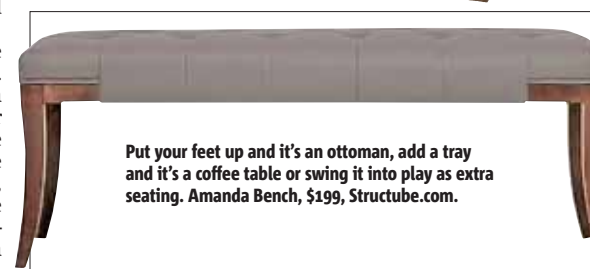 Put your feet up and it's an ottoman, add a tray
and it's a coffee table or swing it into play as extra
seating. Amanda Bench, $199, Structube.com.